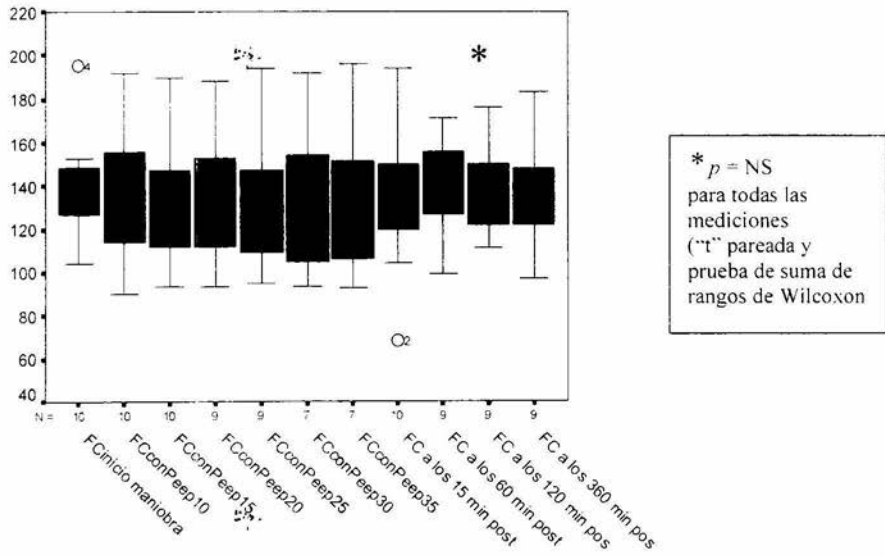 220
200
180
160
140
120
100
80
60
40
4
*
2
N = 10 10 10 9 9 7 7 10 9 9 9
FCinicio maniobra
FCconPeep10
FCconPeep15
FCconPeep20
FCconPeep25
FCconPeep30
FCconPeep35
FC a los 15 min post
FC a los 60 min post
FC a los 120 min pos
FC a los 360 min pos
* p = NS
para todas las
mediciones
("t" pareada y
prueba de suma de
rangos de Wilcoxon